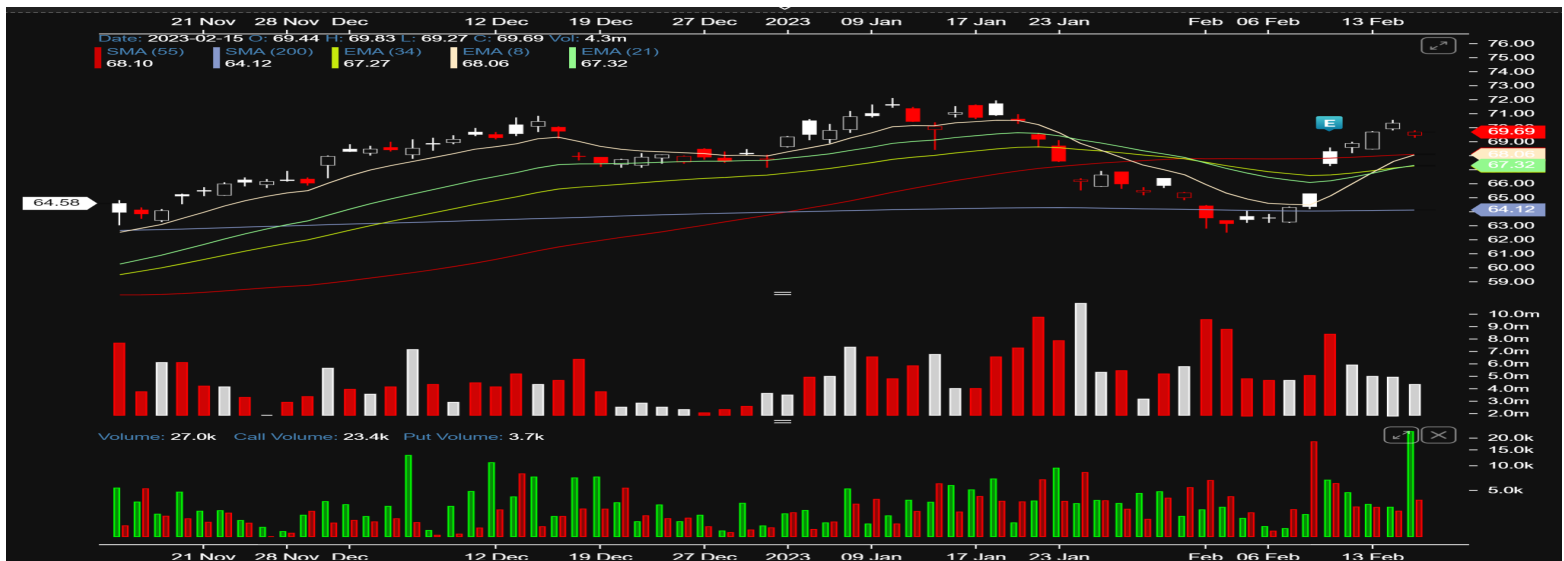 21 Nov 28 Nov Dec 12 Dec 19 Dec 27 Dec 2023 09 Jan 17 Jan 23 Jan Feb 06 Feb 13 Feb
Date: 2023-02-15 O: 69.44 H: 69.83 L: 69.27 C: 69.69 Vol: 4.3m
SMA (55) SMA (200) EMA (34) EMA (8) EMA (21)
68.10 64.12 67.27 68.06 67.32
76.00
75.00
74.00
73.00
72.00
71.00
E
69.69
68.06
67.32
66.00
65.00
64.58
64.12
63.00
62.00
61.00
60.00
59.00
10.0m
9.0m
8.0m
7.0m
6.0m
5.0m
4.0m
3.0m
2.0m
Volume: 27.0k Call Volume: 23.4k Put Volume: 3.7k
20.0k
15.0k
10.0k
5.0k
21 Nov 28 Nov Dec 12 Dec 19 Dec 27 Dec 2023 09 Jan 17 Jan 23 Jan Feb 06 Feb 13 Feb